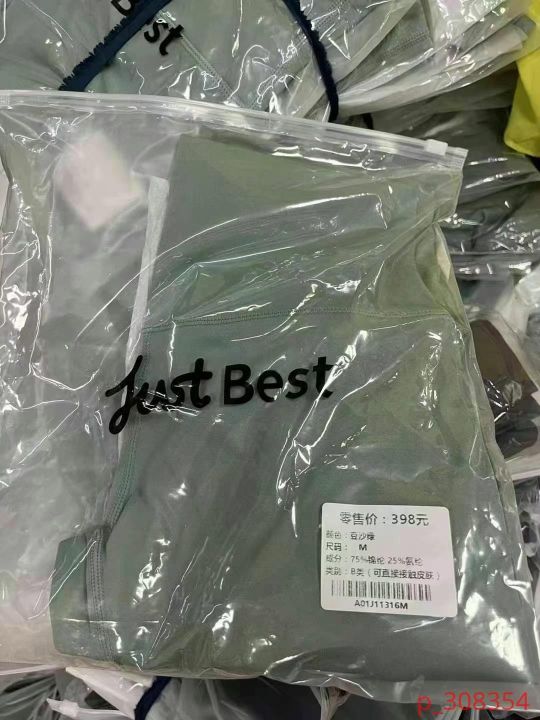 Best
Just Best
零售价：398元
颜色：豆沙绿
尺码： M
成分：75%锦纶 25%氨纶
类别：B类（可直接接触皮肤）
A01J11316M
p_308354